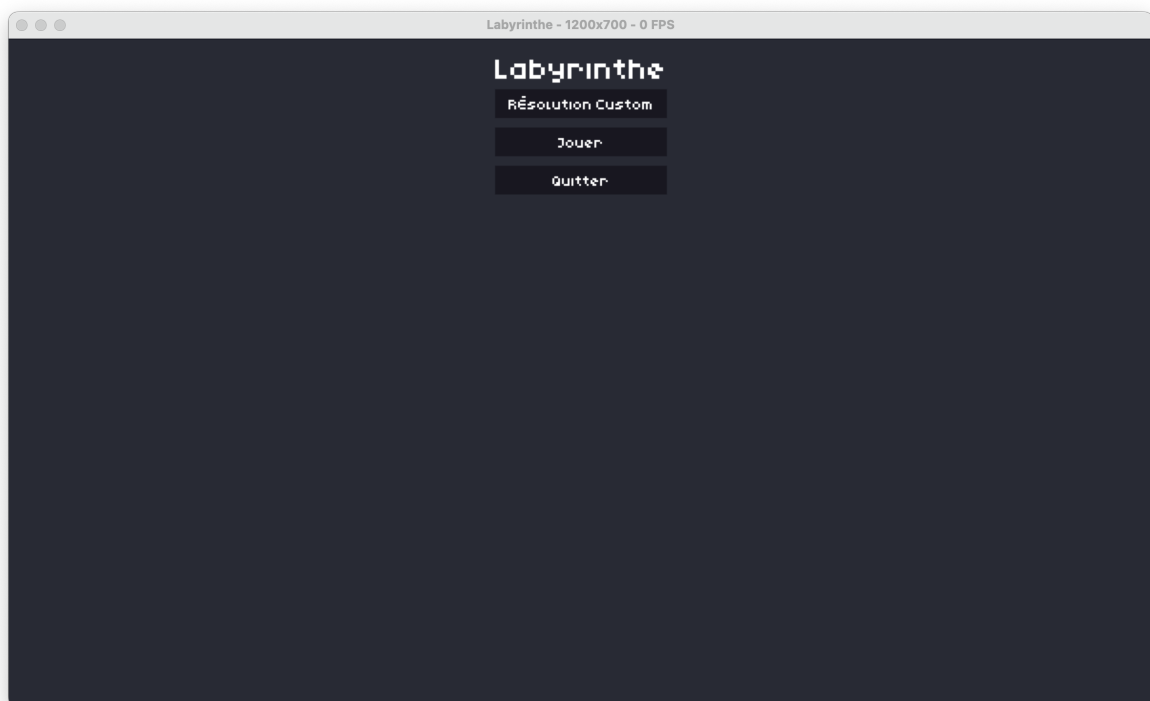 Labyrinthe - 1200x700 - 0 FPS
Labyrinthe
RÉsolution Custom
Jouer
Quitter